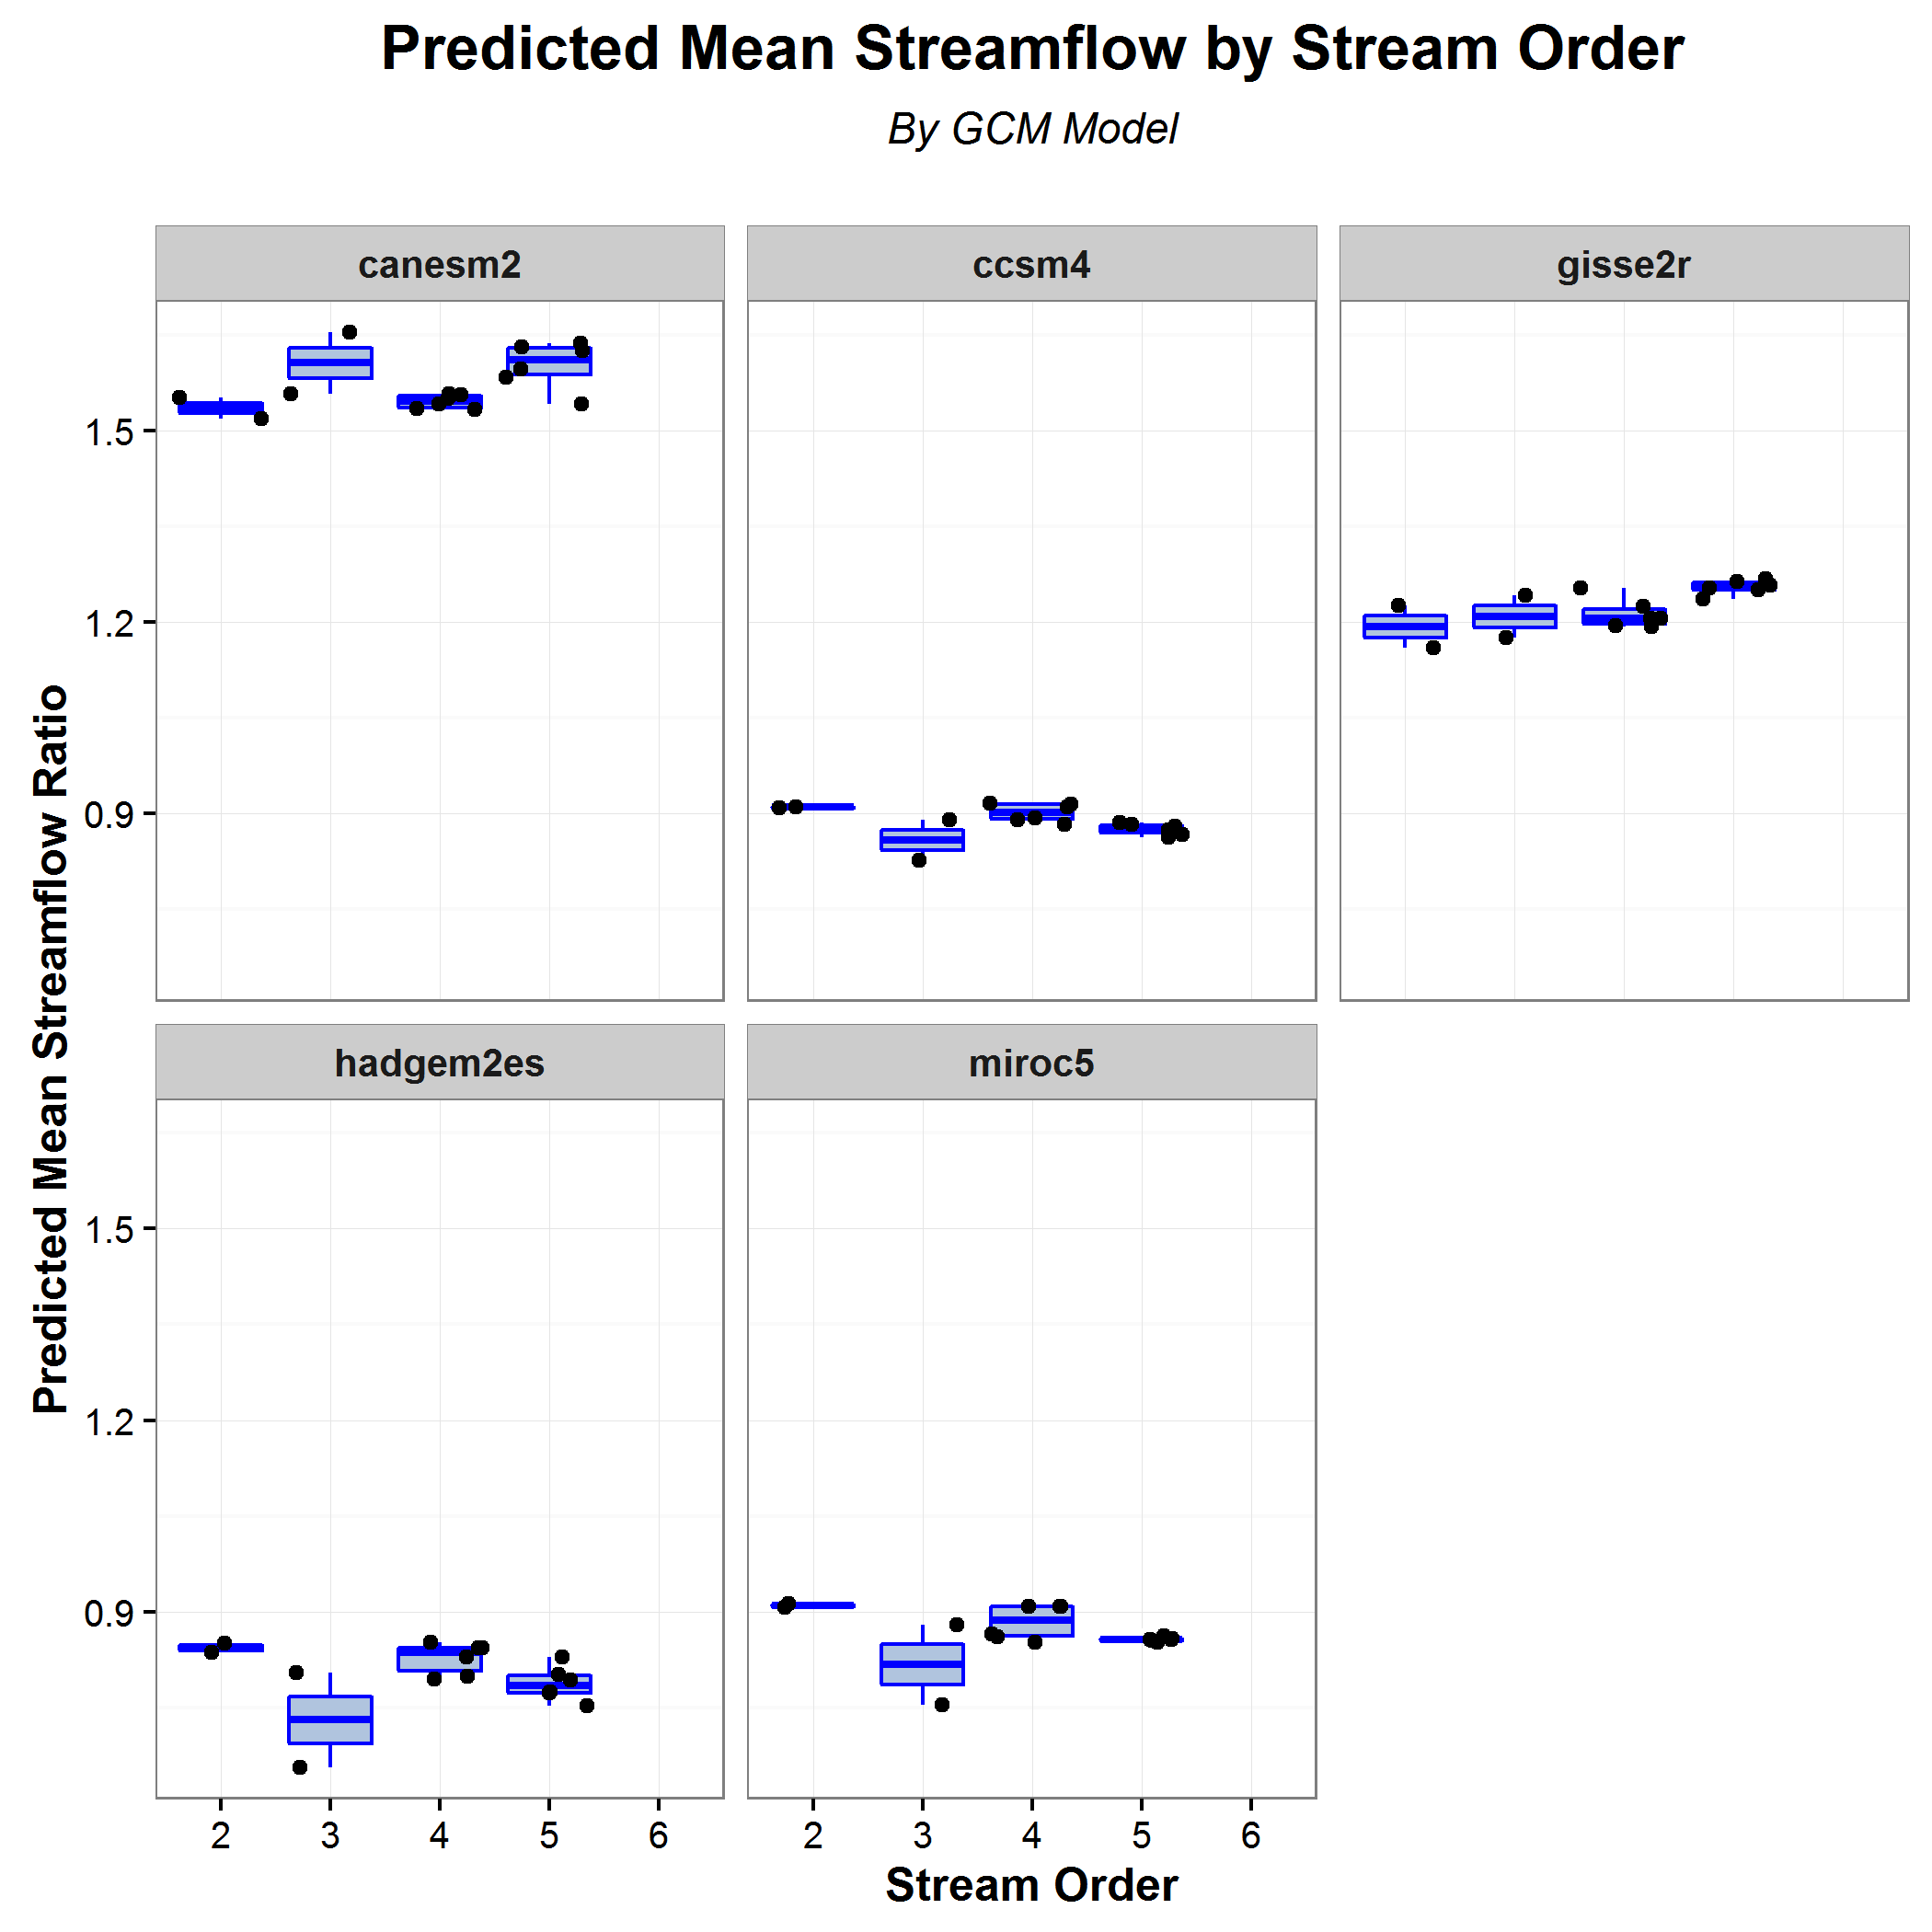 Predicted Mean Streamflow by Stream Order
By GCM Model
canesm2
ccsm4
gisse2r
1.5
1.2
0.9
Predicted Mean Streamflow Ratio
hadgem2es
miroc5
1.5
1.2
0.9
2 3 4 5 6
2 3 4 5 6
Stream Order